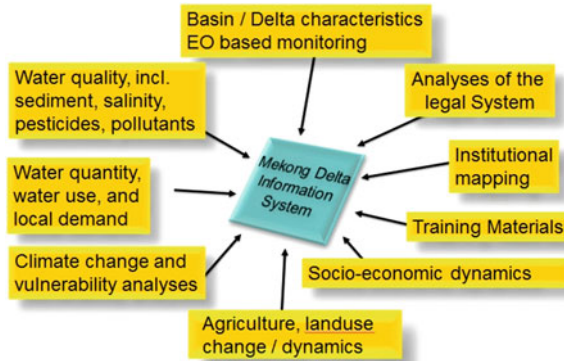 Basin / Delta characteristics
EO based monitoring
Water quality, incl.
sediment, salinity,
pesticides, pollutants
Analyses of the
legal System
Mekong Delta
Information
System
Institutional
mapping
Water quantity,
water use, and
local demand
Training Materials
Climate change and
vulnerability analyses
Socio-economic dynamics
Agriculture, landuse
change / dynamics